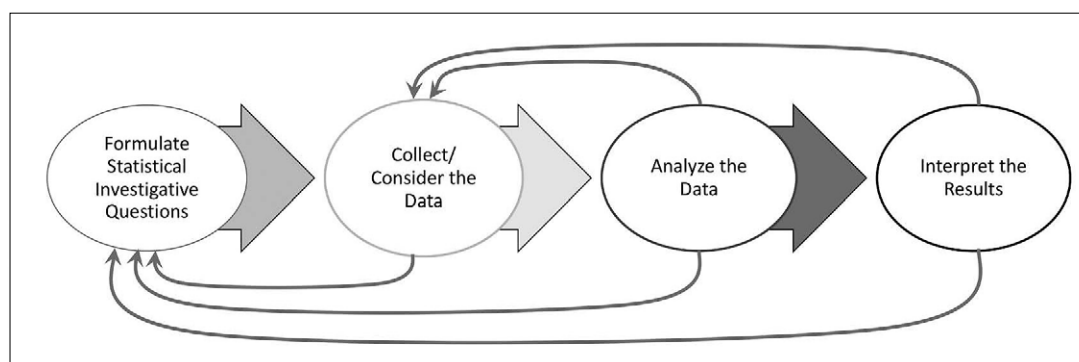 Formulate
Statistical
Investigative
Questions
Collect/
Consider the
Data
Analyze the
Data
Interpret the
Results